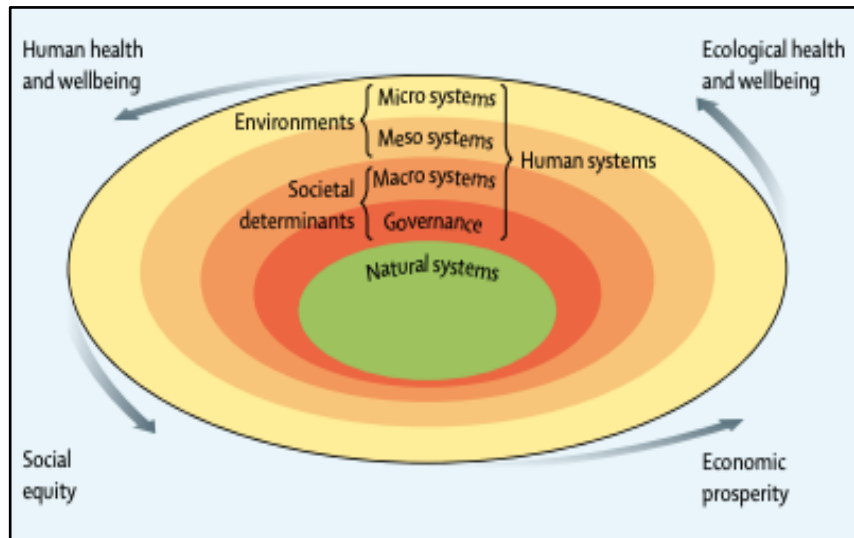 Human health
and wellbeing
Ecological health
and wellbeing
Environments
Micro systems
Meso systems
Human systems
Societal
determinants
Macro systems
Governance
Natural systems
Social
equity
Economic
prosperity